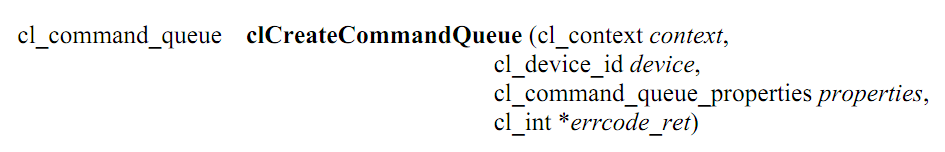 cl_command_queue clCreateCommandQueue (cl_context context,
cl_device_id device,
cl_command_queue_properties properties,
cl_int *errcode_ret)